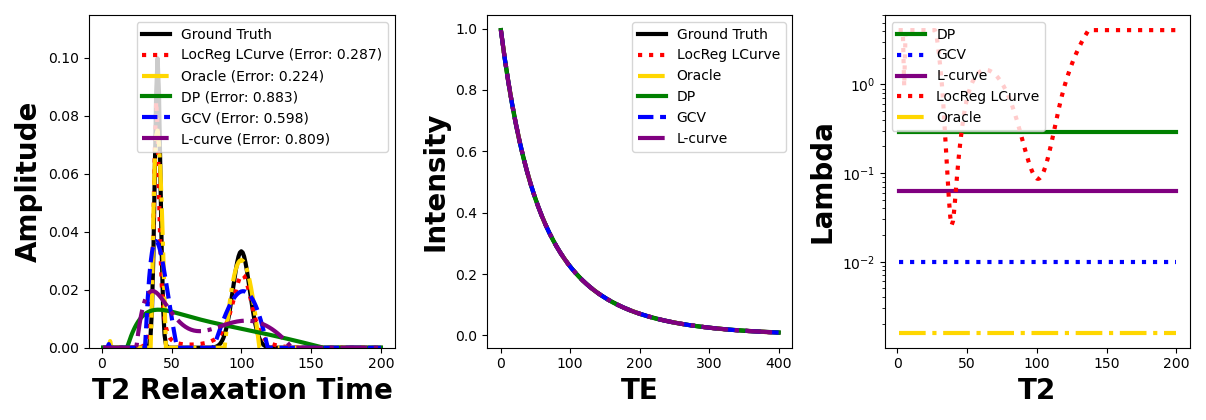 Amplitude
0.10
0.08
0.06
0.04
0.02
0.00
Ground Truth
LocReg LCurve (Error: 0.287)
Oracle (Error: 0.224)
DP (Error: 0.883)
GCV (Error: 0.598)
L-curve (Error: 0.809)
0 50 100 150 200
T2 Relaxation Time
Intensity
1.0
0.8
0.6
0.4
0.2
0.0
Ground Truth
LocReg LCurve
Oracle
DP
GCV
L-curve
0 100 200 300 400
TE
Lambda
10⁰
10⁻¹
10⁻²
DP
GCV
L-curve
LocReg LCurve
Oracle
0 50 100 150 200
T2